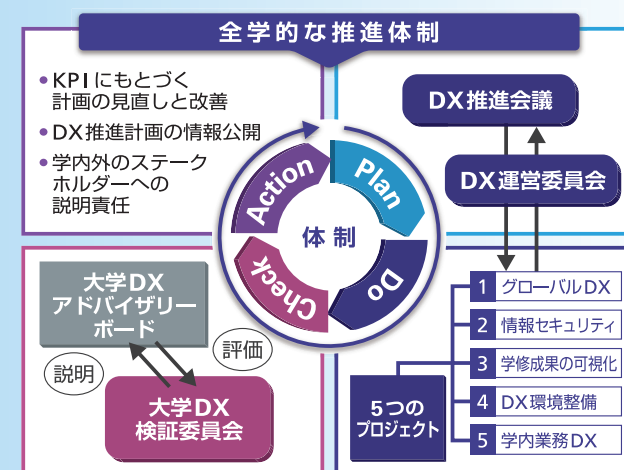 全学的な推進体制
•KPIにもとづく
計画の見直しと改善
•DX推進計画の情報公開
•学内外のステーク
ホルダーへの
説明責任
DX推進会議
DX運営委員会
Action
Plan
体制
Check
Do
大学DX
アドバイザリー
ボード
説明
評価
大学DX
検証委員会
5つの
プロジェクト
1 グローバルDX
2 情報セキュリティ
3 学修成果の可視化
4 DX環境整備
5 学内業務DX